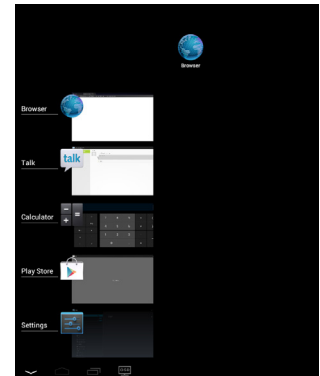 Browser
Browser
talk
Talk
Calculator
Play Store
Settings